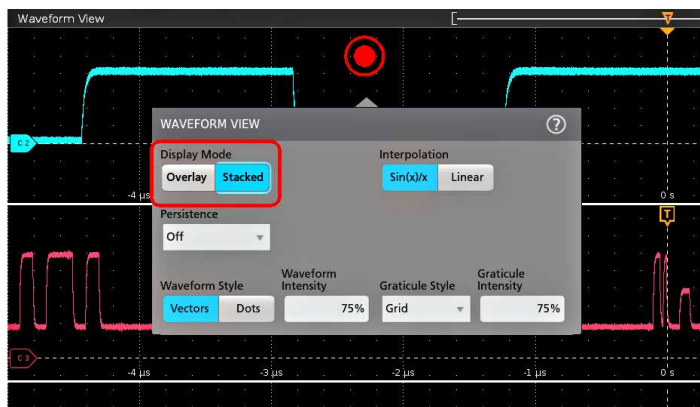 Waveform View
T
C 2
WAVEFORM VIEW
?
Display Mode
Interpolation
Overlay Stacked
Sin(x)/x Linear
-4 µs
0 s
Persistence
T
Off
Waveform Style
Waveform Intensity
Graticule Style
Graticule Intensity
Vectors Dots
75%
Grid
75%
C 3
-4 µs -3 µs -2 µs -1 µs 0 s